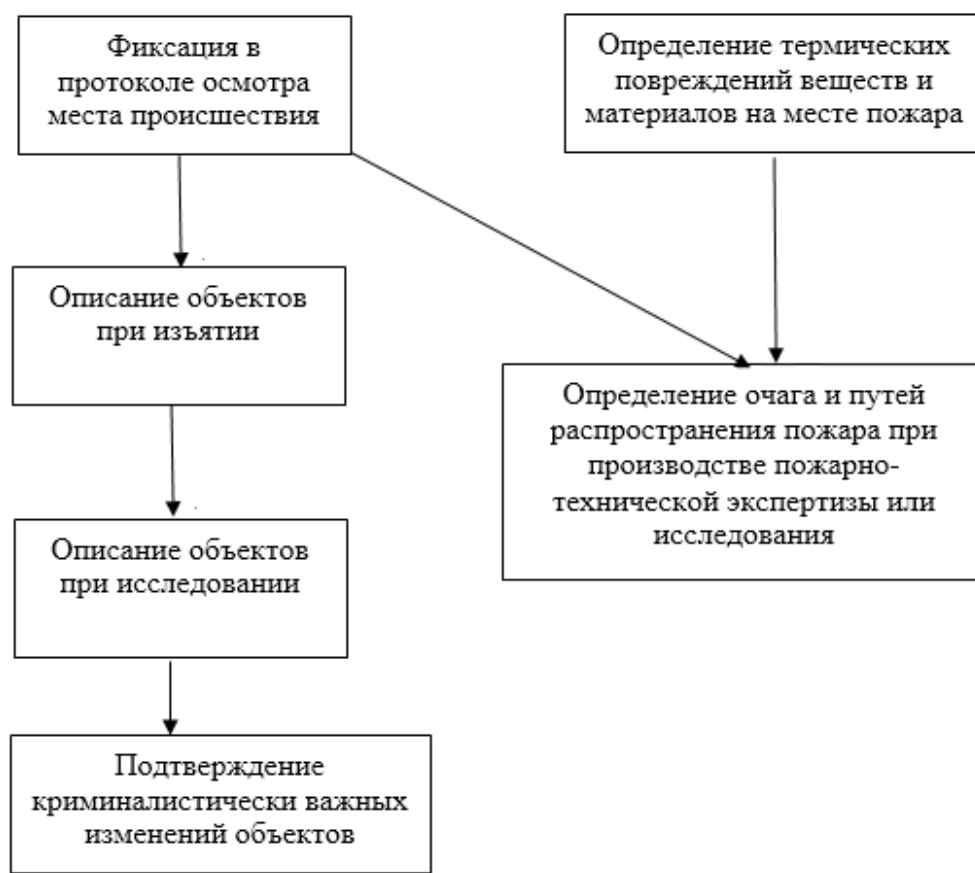 Фиксация в
протоколе осмотра
места происшествия
Определение термических
повреждений веществ и
материалов на месте пожара
Описание объектов
при изъятии
Определение очага и путей
распространения пожара при
производстве пожарно-
технической экспертизы или
исследования
Описание объектов
при исследовании
Подтверждение
криминалистически важных
изменений объектов